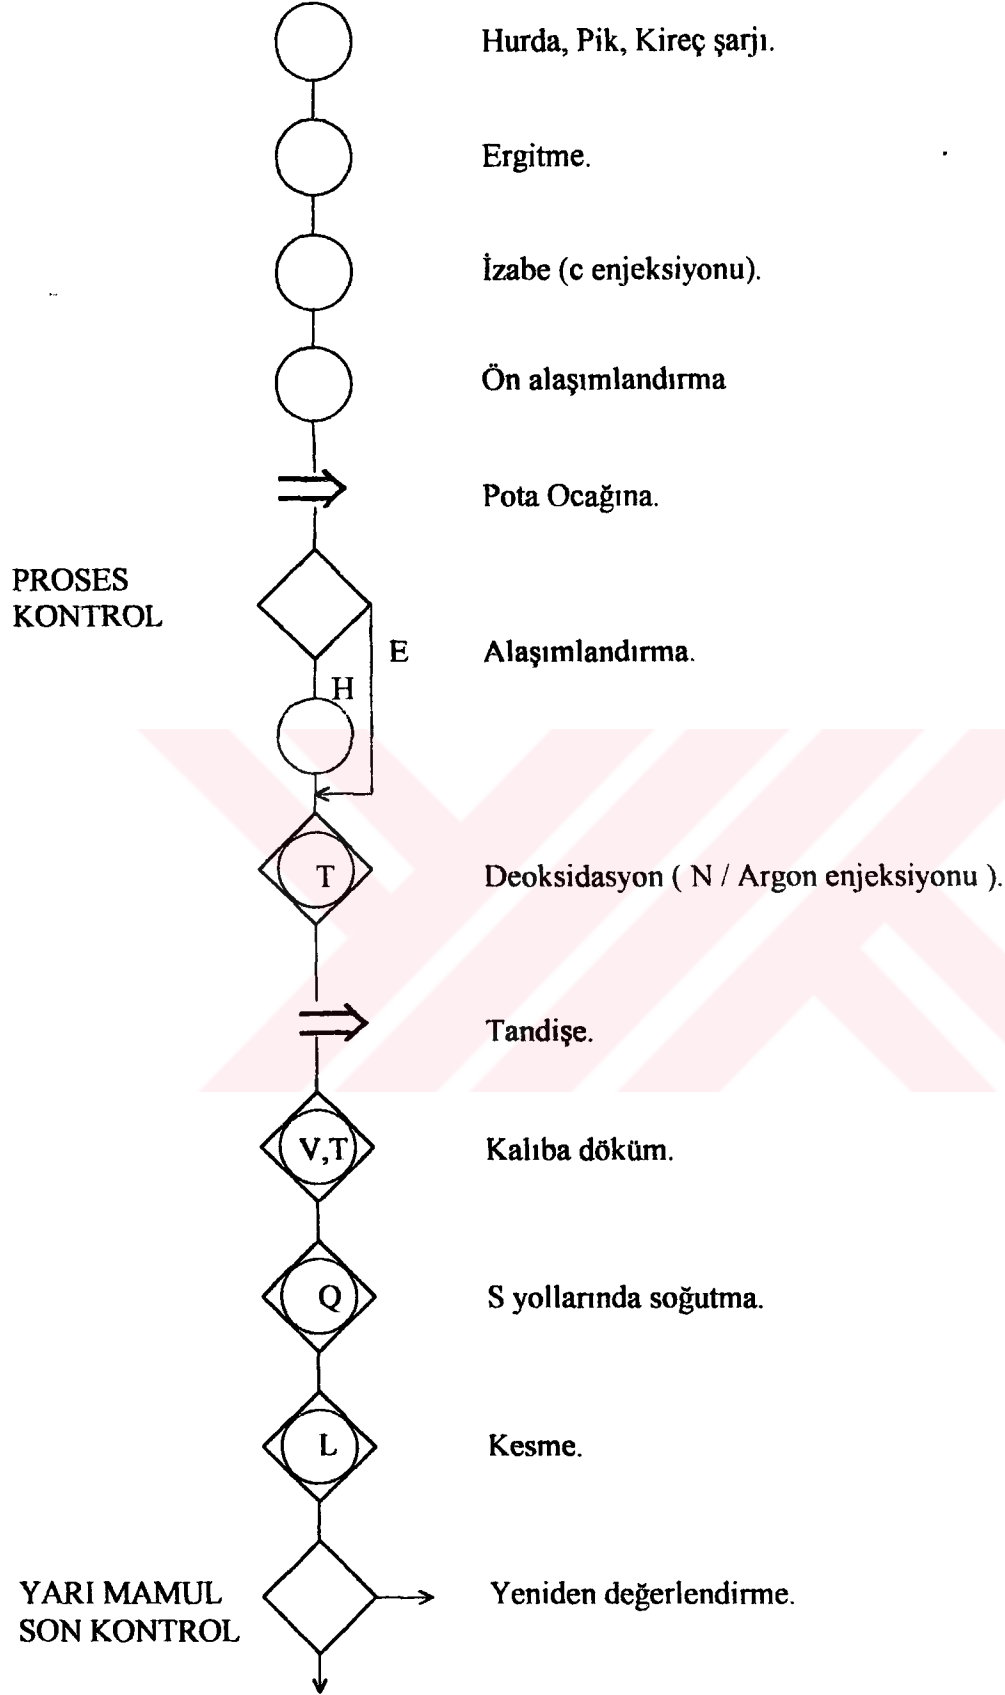 Hurda, Pik, Kireç şarjı.
Ergitme.
İzabe (c enjeksiyonu).
Ön alaşımlandırma
Pota Ocağına.
PROSES
KONTROL
E
Alaşımlandırma.
H
T
Deoksidasyon ( N / Argon enjeksiyonu ).
Tandişe.
V,T
Kalıba döküm.
Q
S yollarında soğutma.
L
Kesme.
YARI MAMUL
SON KONTROL
Yeniden değerlendirme.